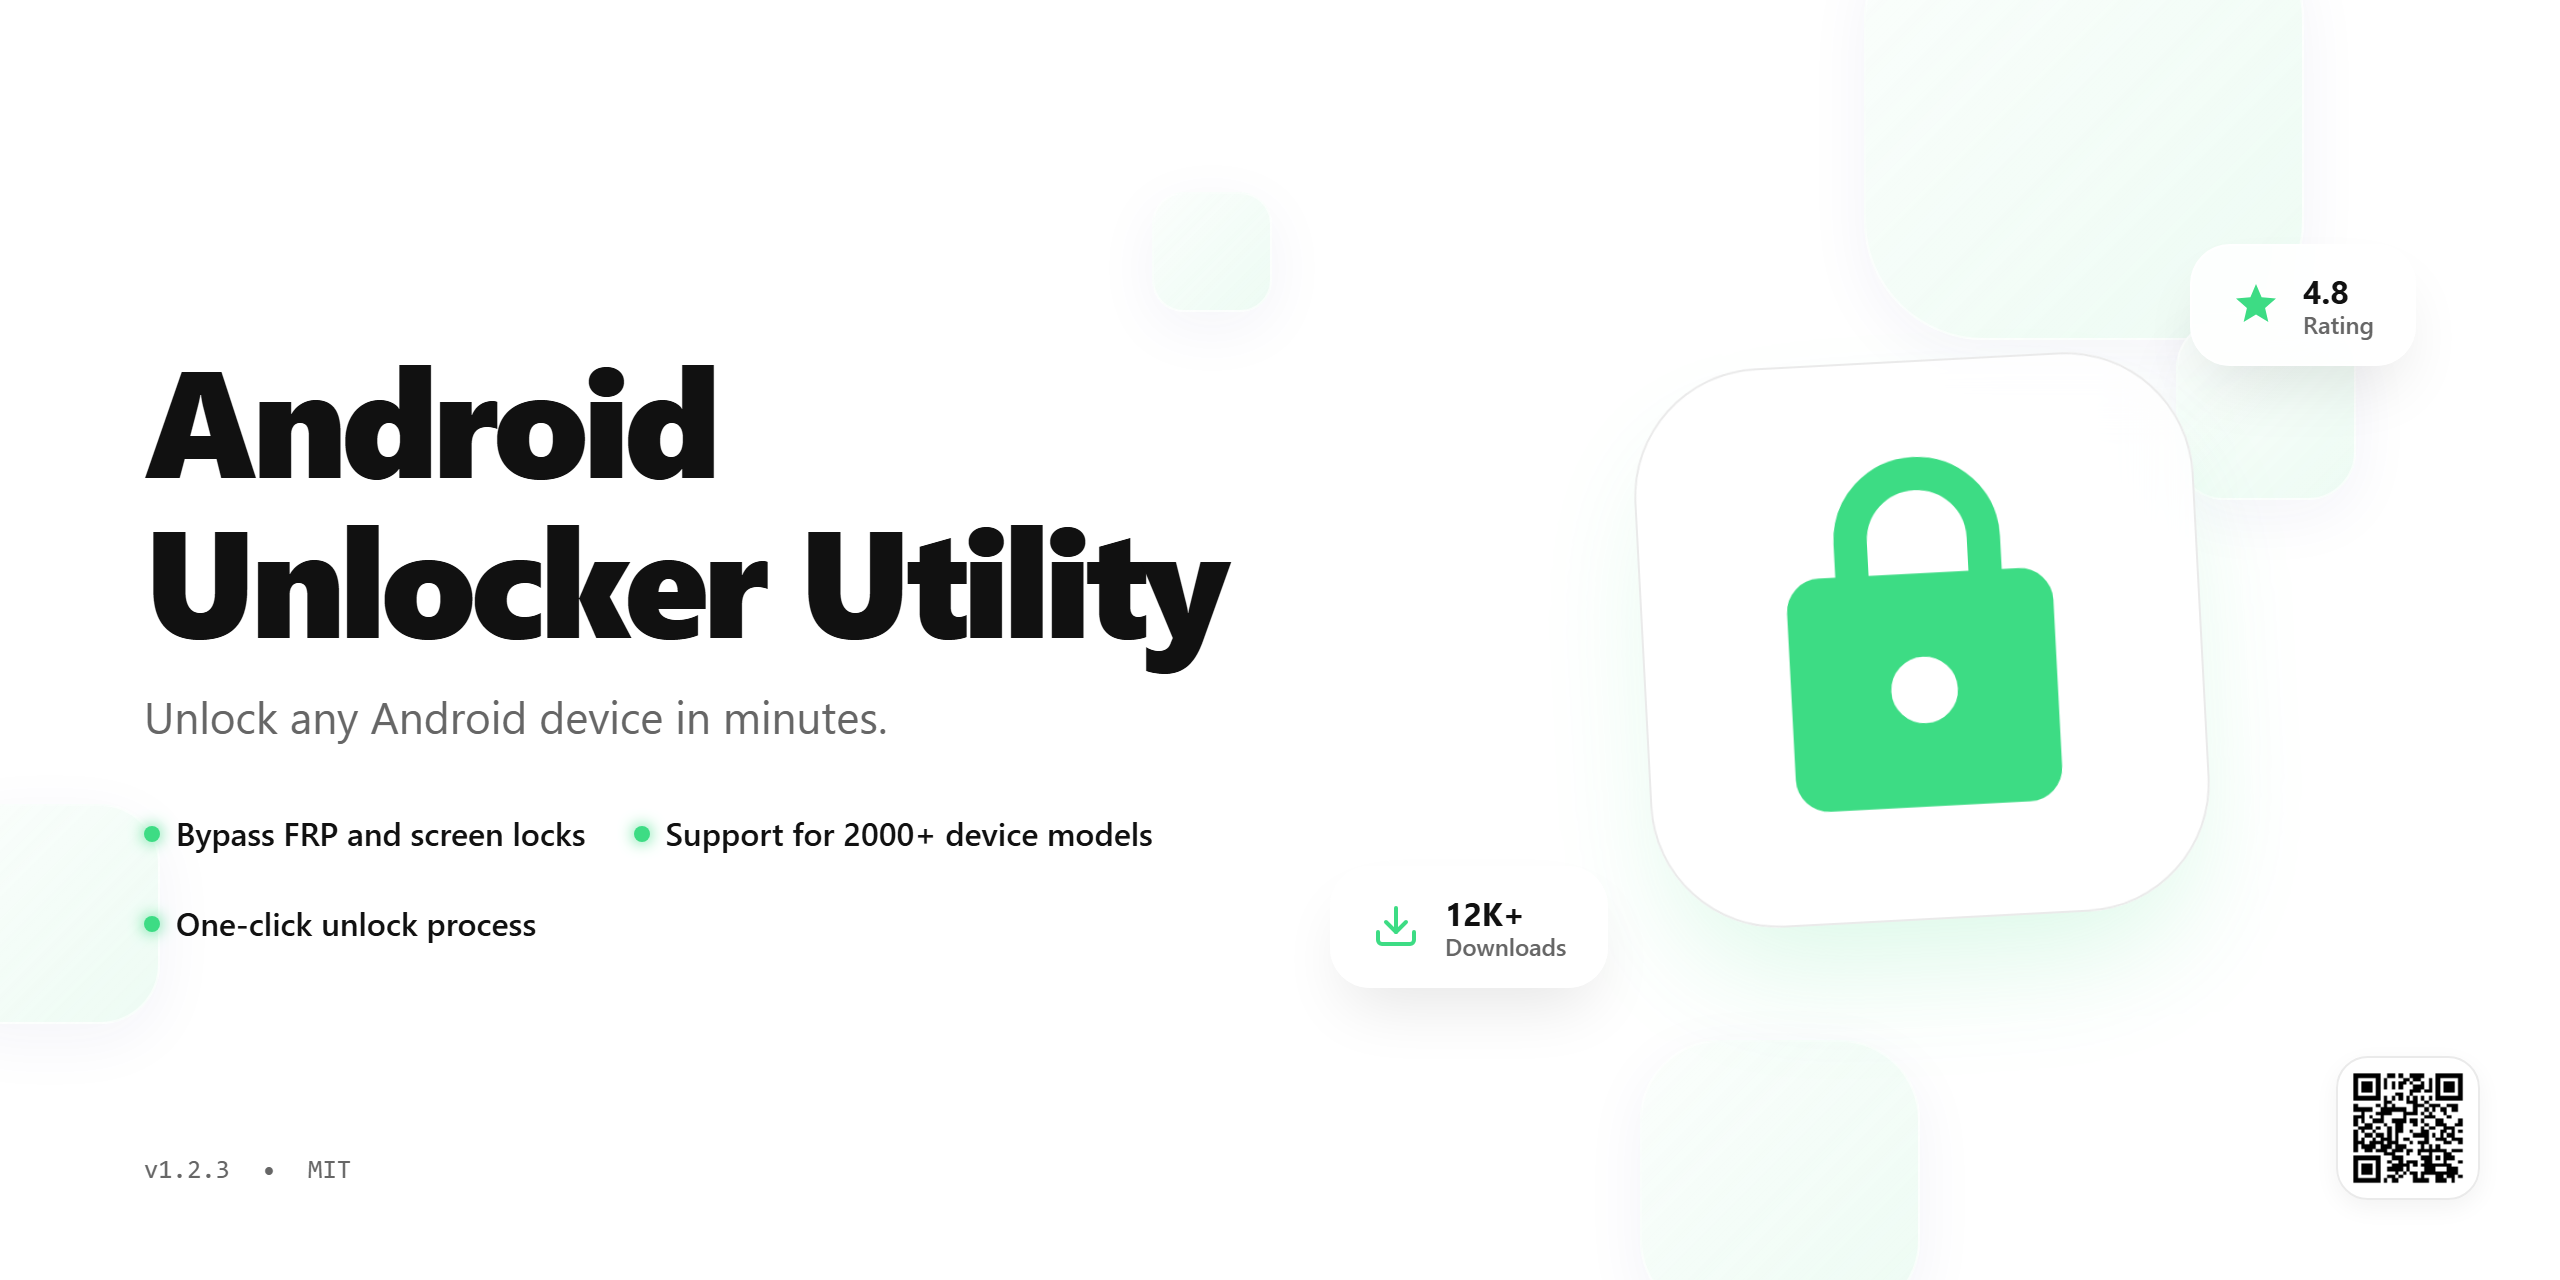 Android
Unlocker Utility
Unlock any Android device in minutes.
Bypass FRP and screen locks
Support for 2000+ device models
One-click unlock process
4.8
Rating
12K+
Downloads
v1.2.3 • MIT